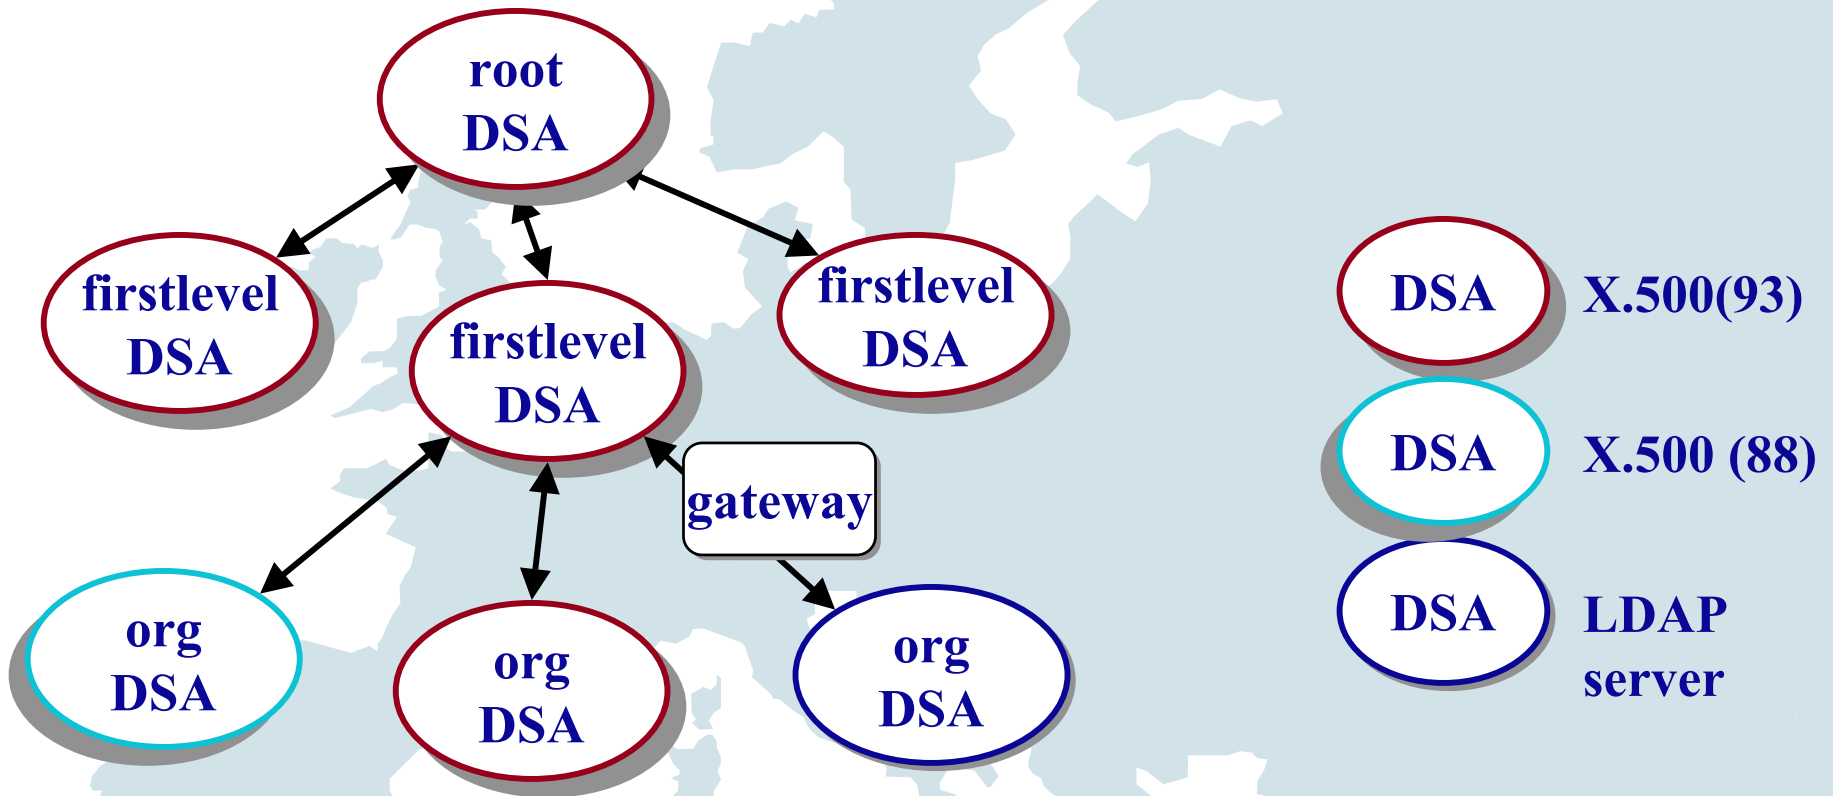 root
DSA
firstlevel
DSA
firstlevel
DSA
firstlevel
DSA
gateway
org
DSA
org
DSA
org
DSA
DSA
X.500(93)
DSA
X.500 (88)
DSA
LDAP
server